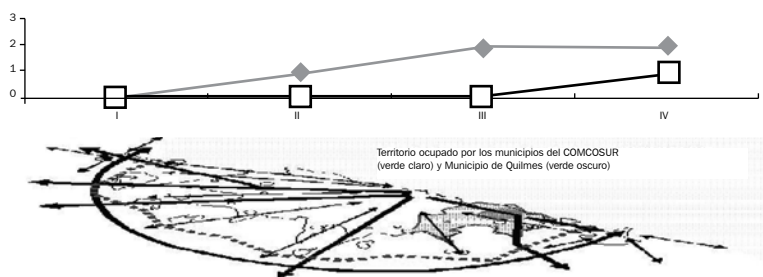 3
2
1
0
I II III IV
Territorio ocupado por los municipios del COMCOSUR
(verde claro) y Municipio de Quilmes (verde oscuro)